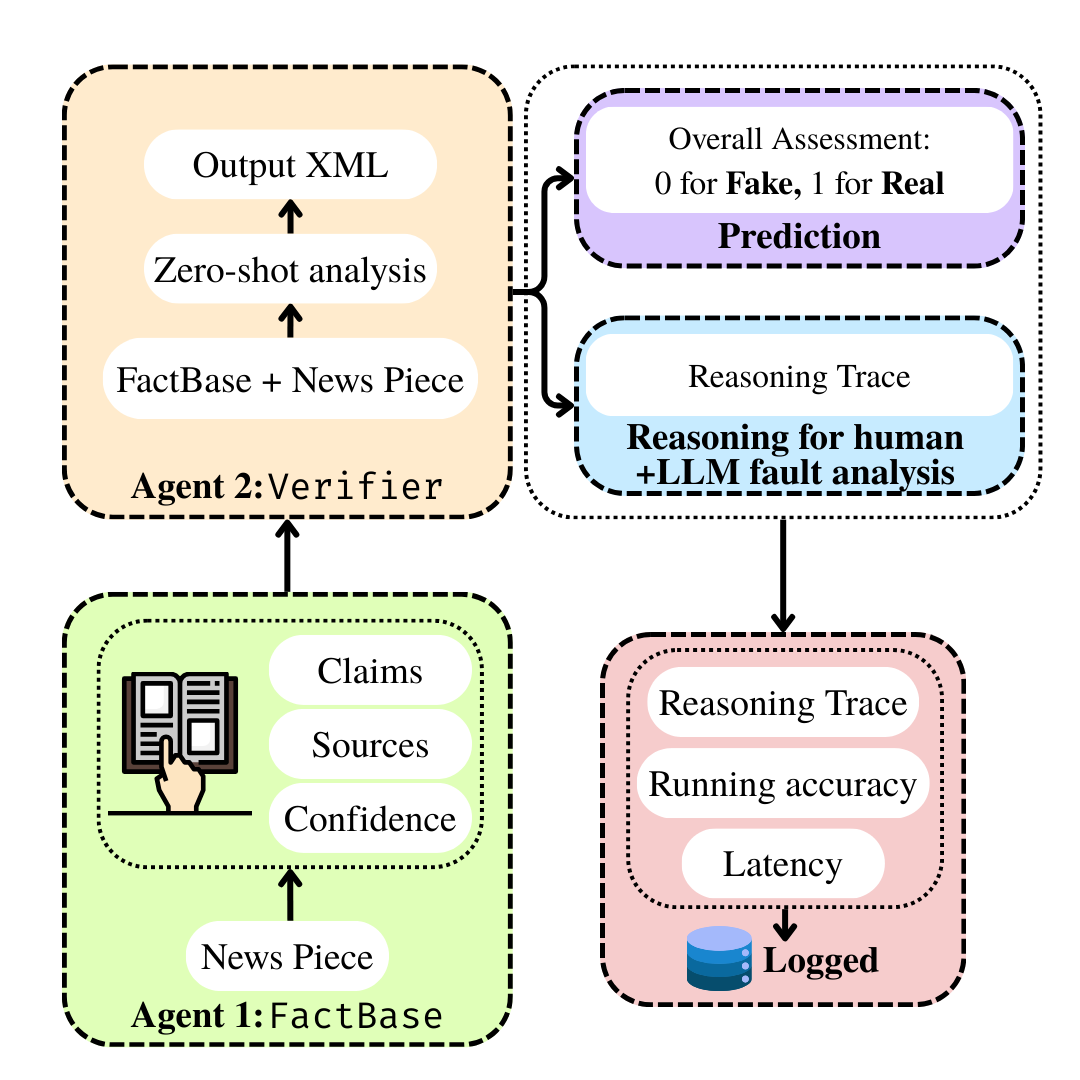 Output XML
Zero-shot analysis
FactBase + News Piece
Agent 2: Verifier
Overall Assessment:
0 for Fake, 1 for Real
Prediction
Reasoning Trace
Reasoning for human
+LLM fault analysis
Claims
Sources
Confidence
News Piece
Agent 1: FactBase
Reasoning Trace
Running accuracy
Latency
Logged